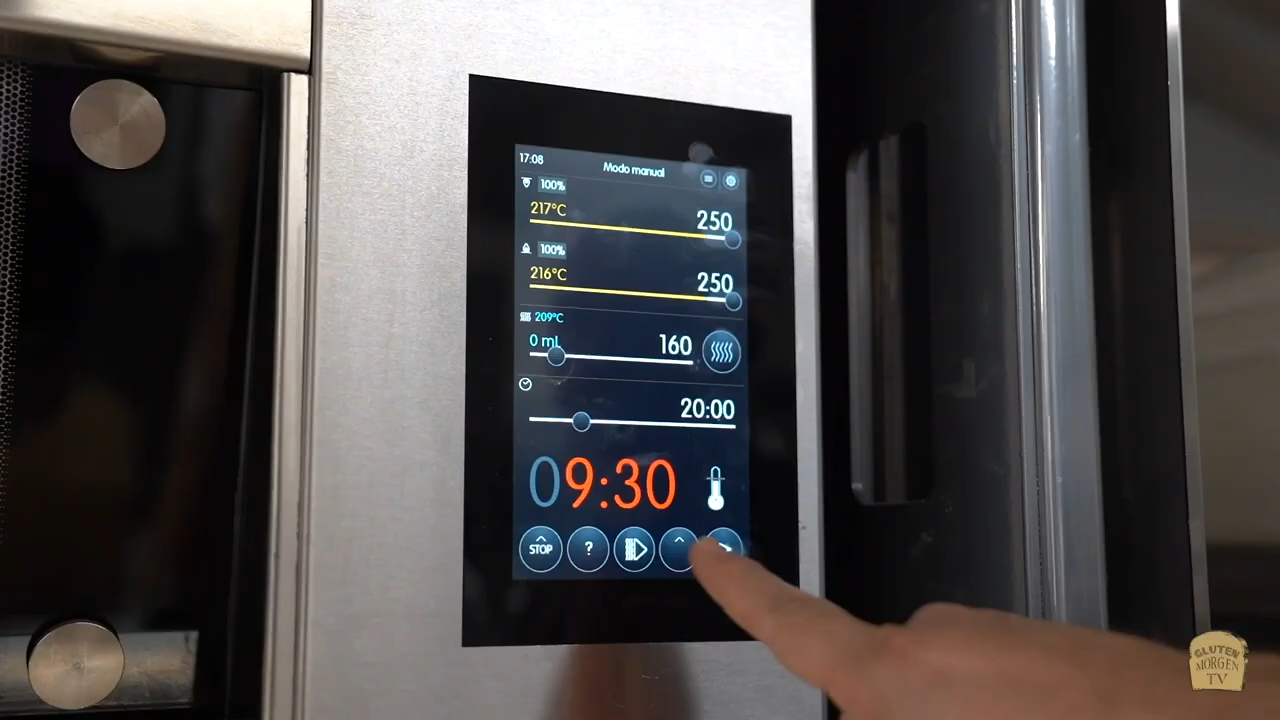 17:08 Modo manual
100%
217°C 250
100%
216°C 250
209°C
0 mL 160
20:00
09:30
STOP ?
GLUTEN
MORGEN
TV